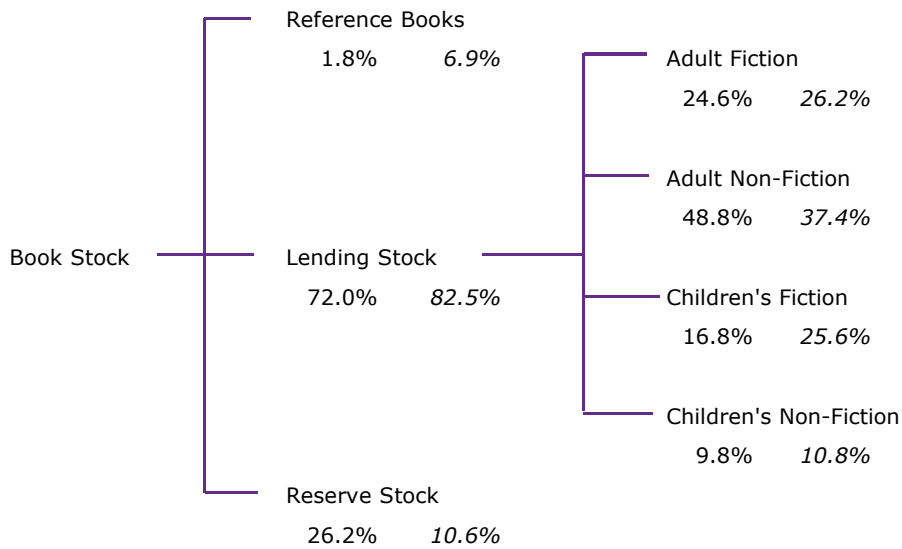 Reference Books
1.8% 6.9%
Adult Fiction
24.6% 26.2%
Adult Non-Fiction
48.8% 37.4%
Book Stock
Lending Stock
72.0% 82.5%
Children's Fiction
16.8% 25.6%
Children's Non-Fiction
9.8% 10.8%
Reserve Stock
26.2% 10.6%